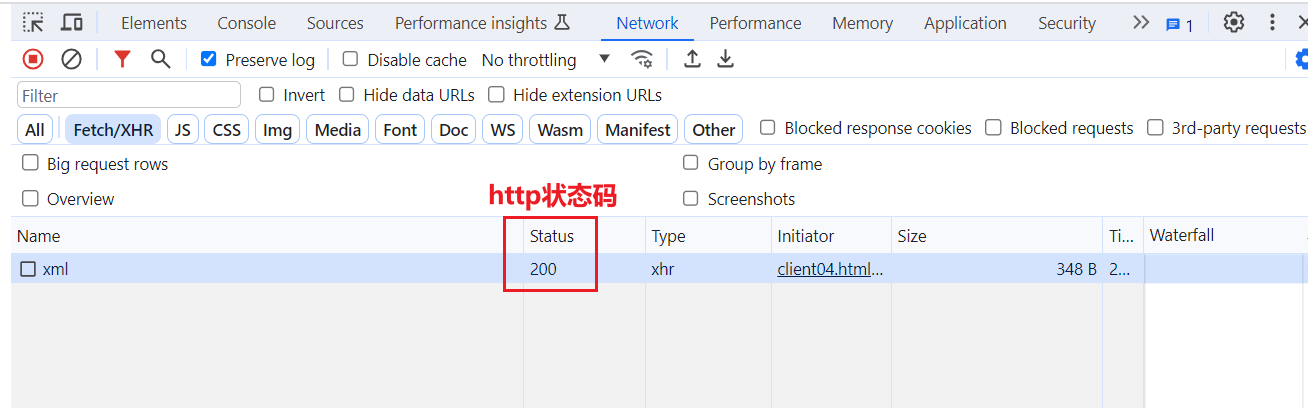 Elements Console Sources Performance insights Network Performance Memory Application Security 1
Preserve log Disable cache No throttling
Filter Invert Hide data URLs Hide extension URLs
All Fetch/XHR JS CSS Img Media Font Doc WS Wasm Manifest Other Blocked response cookies Blocked requests 3rd-party requests
Big request rows Group by frame
Overview Screenshots
http状态码
Name Status Type Initiator Size Ti... Waterfall
xml 200 xhr client04.html... 348 B 2...